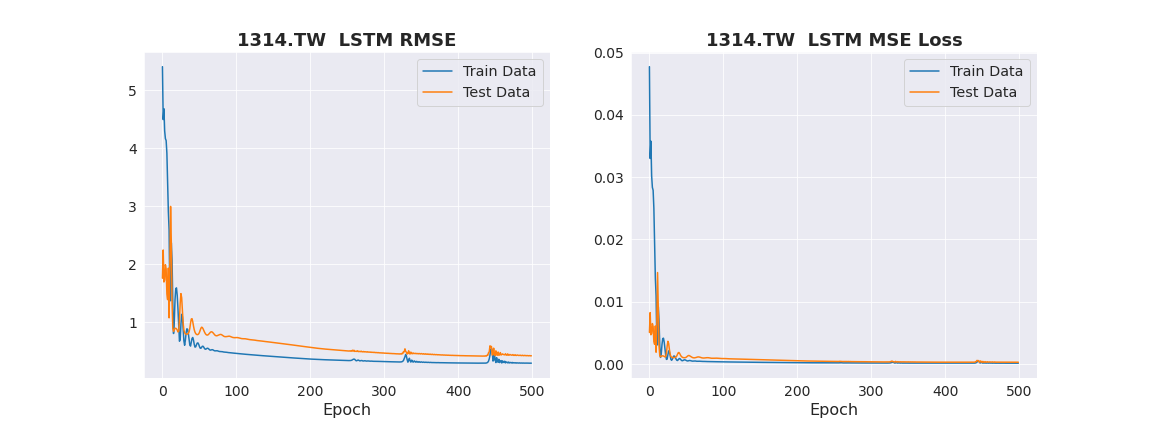 1314.TW  LSTM RMSE
Train Data
Test Data
5
4
3
2
1
0 100 200 300 400 500
Epoch
1314.TW  LSTM MSE Loss
Train Data
Test Data
0.05
0.04
0.03
0.02
0.01
0.00
0 100 200 300 400 500
Epoch